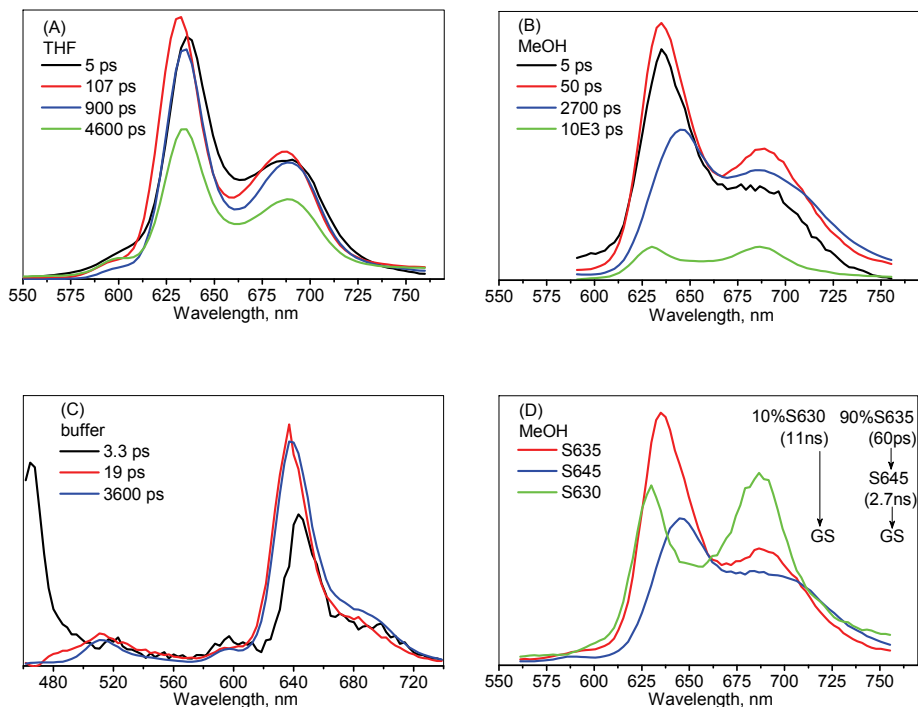 (A)
THF
5 ps
107 ps
900 ps
4600 ps
550 575 600 625 650 675 700 725 750
Wavelength, nm
(B)
MeOH
5 ps
50 ps
2700 ps
10E3 ps
550 575 600 625 650 675 700 725 750
Wavelength, nm
(C)
buffer
3.3 ps
19 ps
3600 ps
480 520 560 600 640 680 720
Wavelength, nm
(D)
MeOH
S635
S645
S630
10%S630
(11ns)
GS
90%S635
(60ps)
S645
(2.7ns)
GS
550 575 600 625 650 675 700 725 750
Wavelength, nm